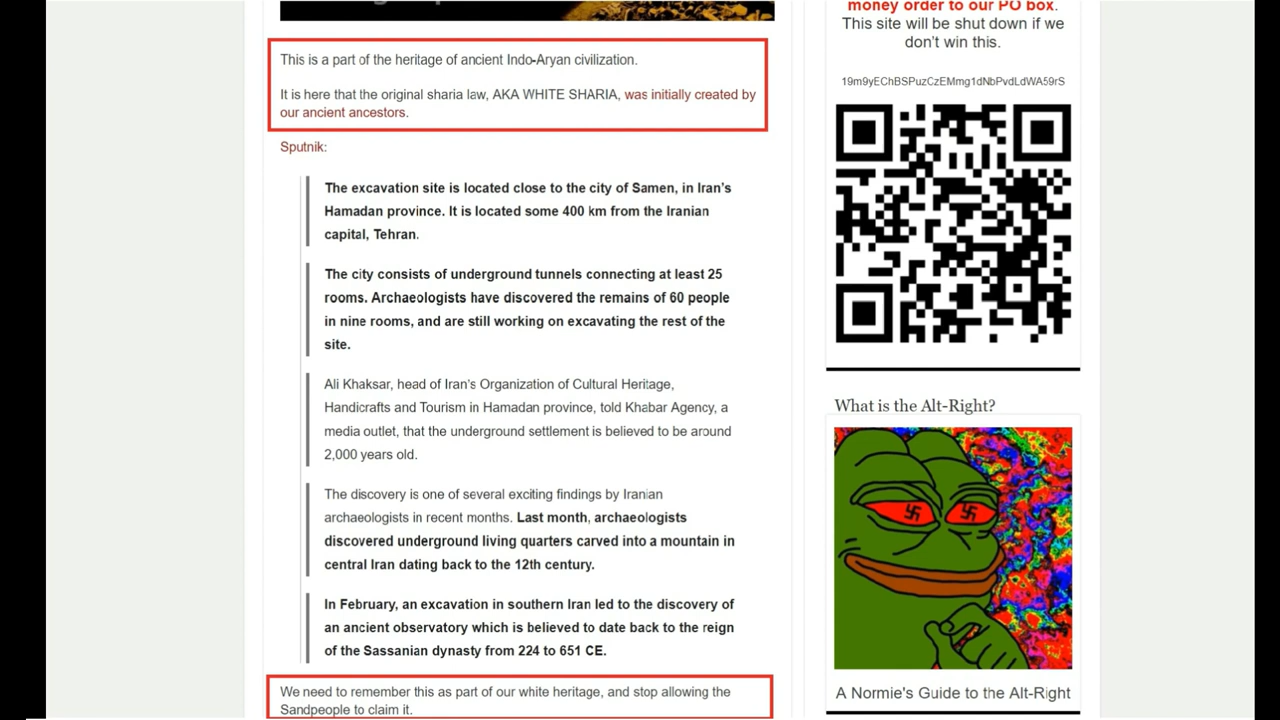 This is a part of the heritage of ancient Indo-Aryan civilization.
It is here that the original sharia law, AKA WHITE SHARIA, was initially created by
our ancient ancestors.
Sputnik:
The excavation site is located close to the city of Samen, in Iran's
Hamadan province. It is located some 400 km from the Iranian
capital, Tehran.
The city consists of underground tunnels connecting at least 25
rooms. Archaeologists have discovered the remains of 60 people
in nine rooms, and are still working on excavating the rest of the
site.
Ali Khaksar, head of Iran's Organization of Cultural Heritage,
Handicrafts and Tourism in Hamadan province, told Khabar Agency, a
media outlet, that the underground settlement is believed to be around
2,000 years old.
The discovery is one of several exciting findings by Iranian
archaeologists in recent months. Last month, archaeologists
discovered underground living quarters carved into a mountain in
central Iran dating back to the 12th century.
In February, an excavation in southern Iran led to the discovery of
an ancient observatory which is believed to date back to the reign
of the Sassanian dynasty from 224 to 651 CE.
We need to remember this as part of our white heritage, and stop allowing the
Sandpeople to claim it.
money order to our PO box.
This site will be shut down if we
don't win this.
19m9yEChBSPuzCzEMmg1dNbPvdLdWA59rS
What is the Alt-Right?
A Normie's Guide to the Alt-Right